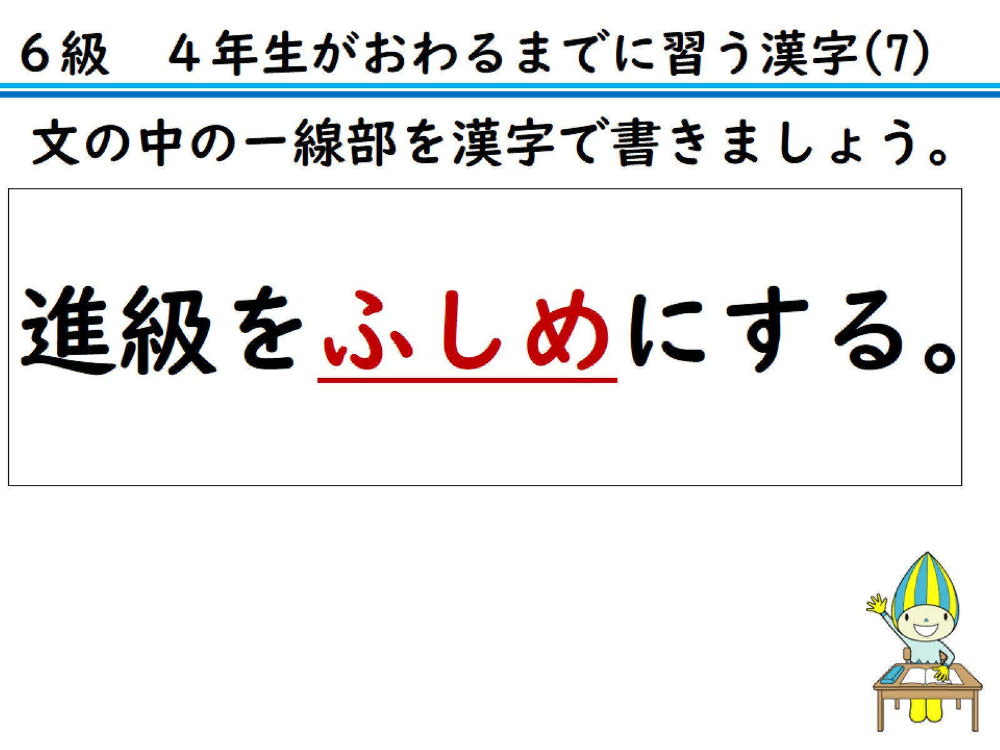 ６級　４年生がおわるまでに習う漢字(7)
文の中の一線部を漢字で書きましょう。
進級をふしめにする。